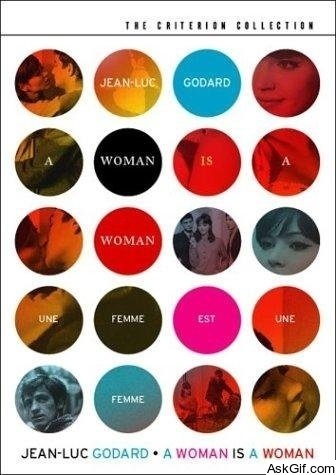 THE CRITERION COLLECTION
JEAN-LUC GODARD
A WOMAN IS A
WOMAN
UNE FEMME EST UNE
FEMME
JEAN-LUC GODARD • A WOMAN IS A WOMAN
AskGif.com